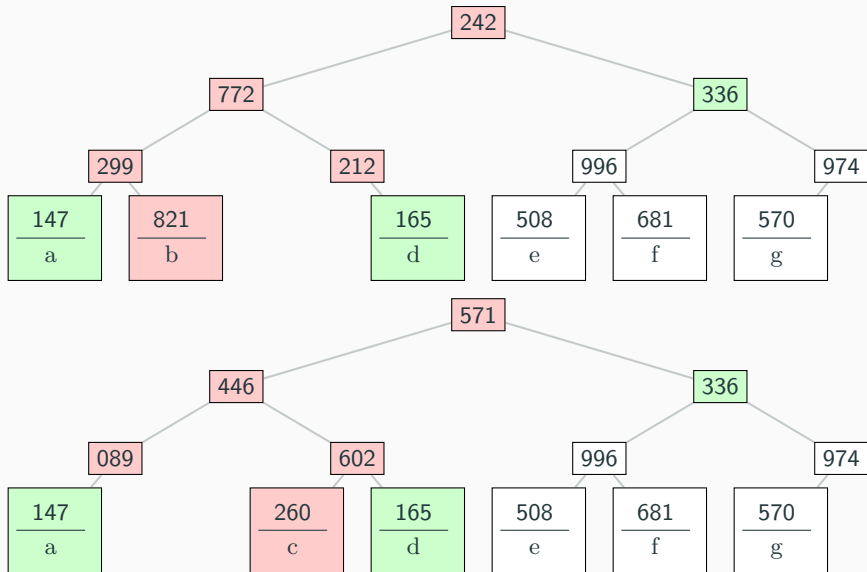 242
772 336
299 212 996 974
147 821 165 508 681 570
a b d e f g
571
446 336
089 602 996 974
147 260 165 508 681 570
a c d e f g